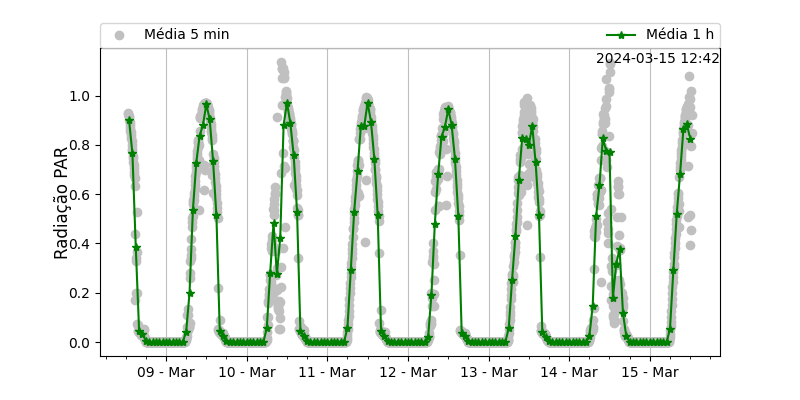 Média 5 min
Média 1 h
2024-03-15 12:42
Radiação PAR
1.0
0.8
0.6
0.4
0.2
0.0
09 - Mar
10 - Mar
11 - Mar
12 - Mar
13 - Mar
14 - Mar
15 - Mar